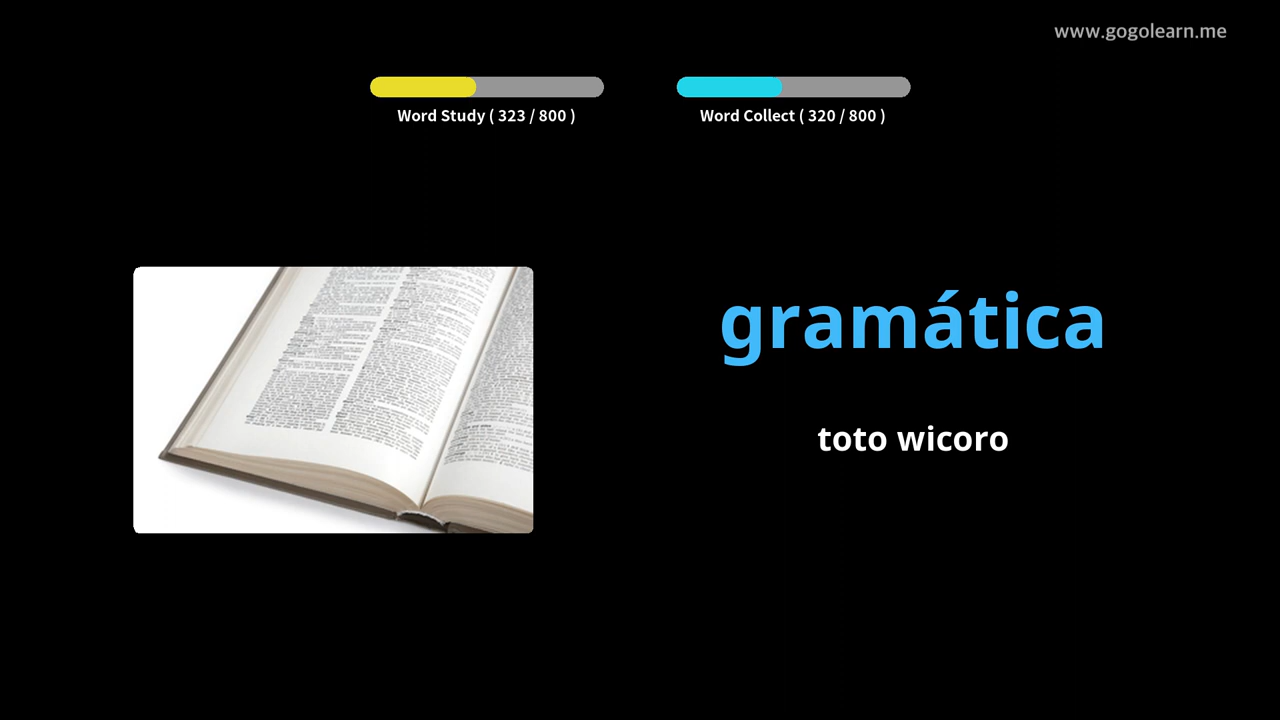 www.gogolearn.me
Word Study ( 323 / 800 )
Word Collect ( 320 / 800 )
gramática
toto wicoro